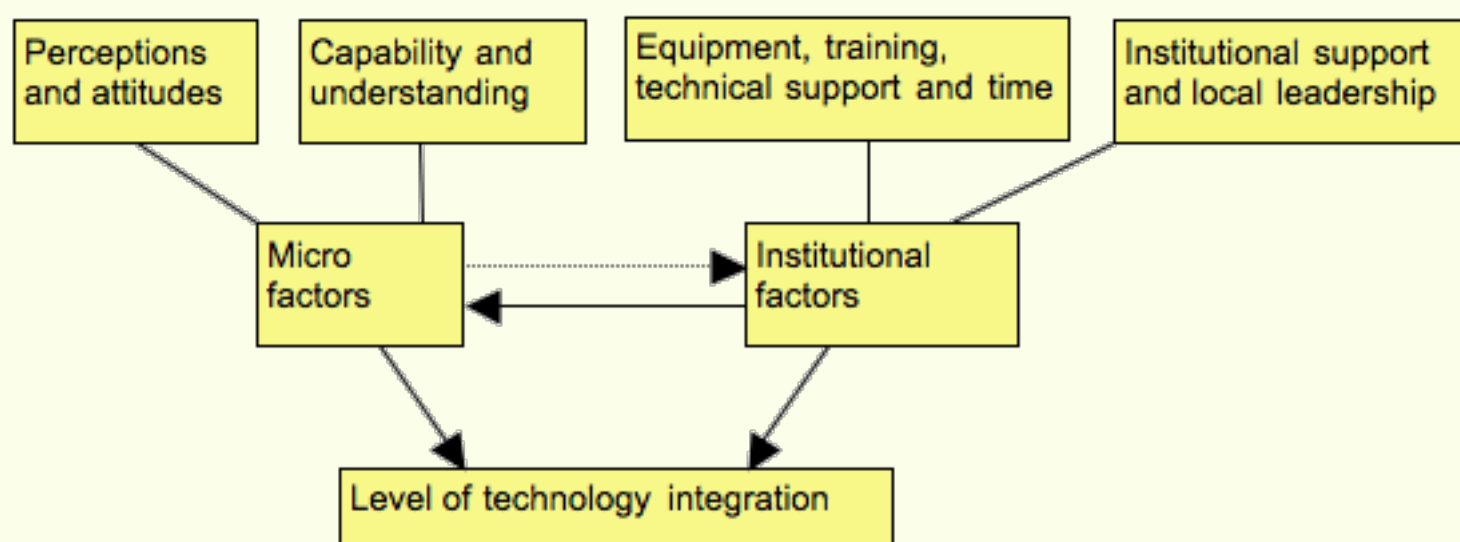 Perceptions
and attitudes
Capability and
understanding
Equipment, training,
technical support and time
Institutional support
and local leadership
Micro
factors
Institutional
factors
Level of technology integration